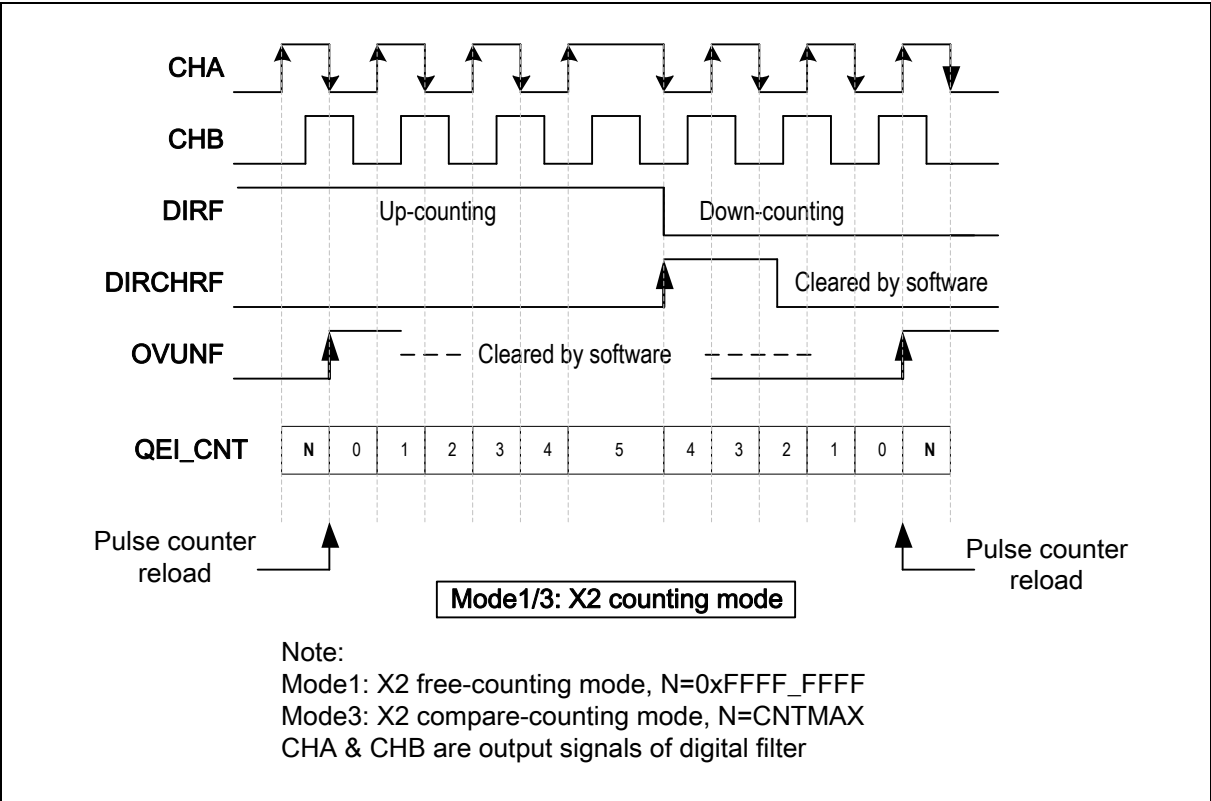 CHA
CHB
DIRF
Up-counting
Down-counting
DIRCHRF
Cleared by software
OVUNF
Cleared by software
QEI_CNT
N 0 1 2 3 4 5 4 3 2 1 0 N
Pulse counter
reload
Pulse counter
reload
Mode1/3: X2 counting mode
Note:
Mode1: X2 free-counting mode, N=0xFFFF_FFFF
Mode3: X2 compare-counting mode, N=CNTMAX
CHA & CHB are output signals of digital filter